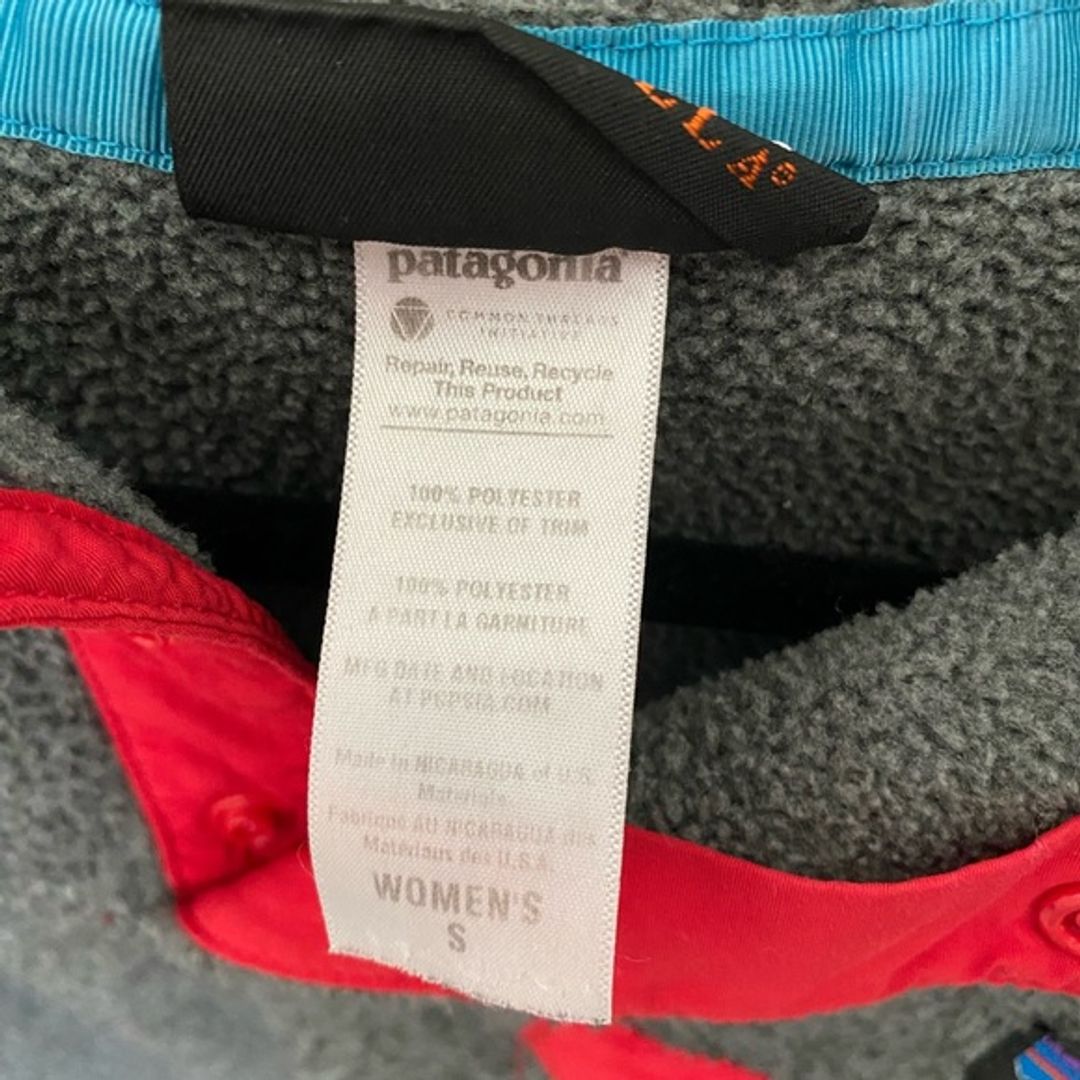 LA®
patagonia®
COMMON THREADS
INITIATIVE
Repair, Reuse, Recycle
This Product
www.patagonia.com
100% POLYESTER
EXCLUSIVE OF TRIM
100% POLYESTER
A PART LA GARNITURE
MFG DATE AND LOCATION
AT PCPSIA.COM
Made in NICARAGUA of U.S.
Materials.
Fabriqué AU NICARAGUA des
Matériaux des U.S.A.
WOMEN'S
S